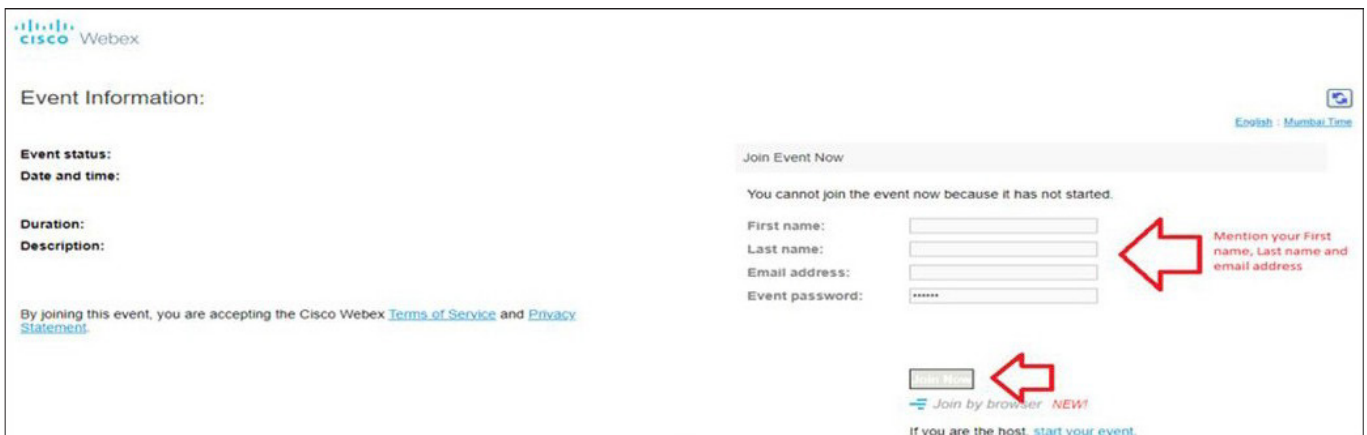 cisco Webex
Event Information:
English : Mumbai Time
Event status:
Date and time:
Duration:
Description:
By joining this event, you are accepting the Cisco Webex Terms of Service and Privacy
Statement.
Join Event Now
You cannot join the event now because it has not started.
First name:
Last name:
Email address:
Event password:
••••••
Mention your First
name, Last name and
email address
Join Now
Join by browser NEW!
If you are the host, start your event.